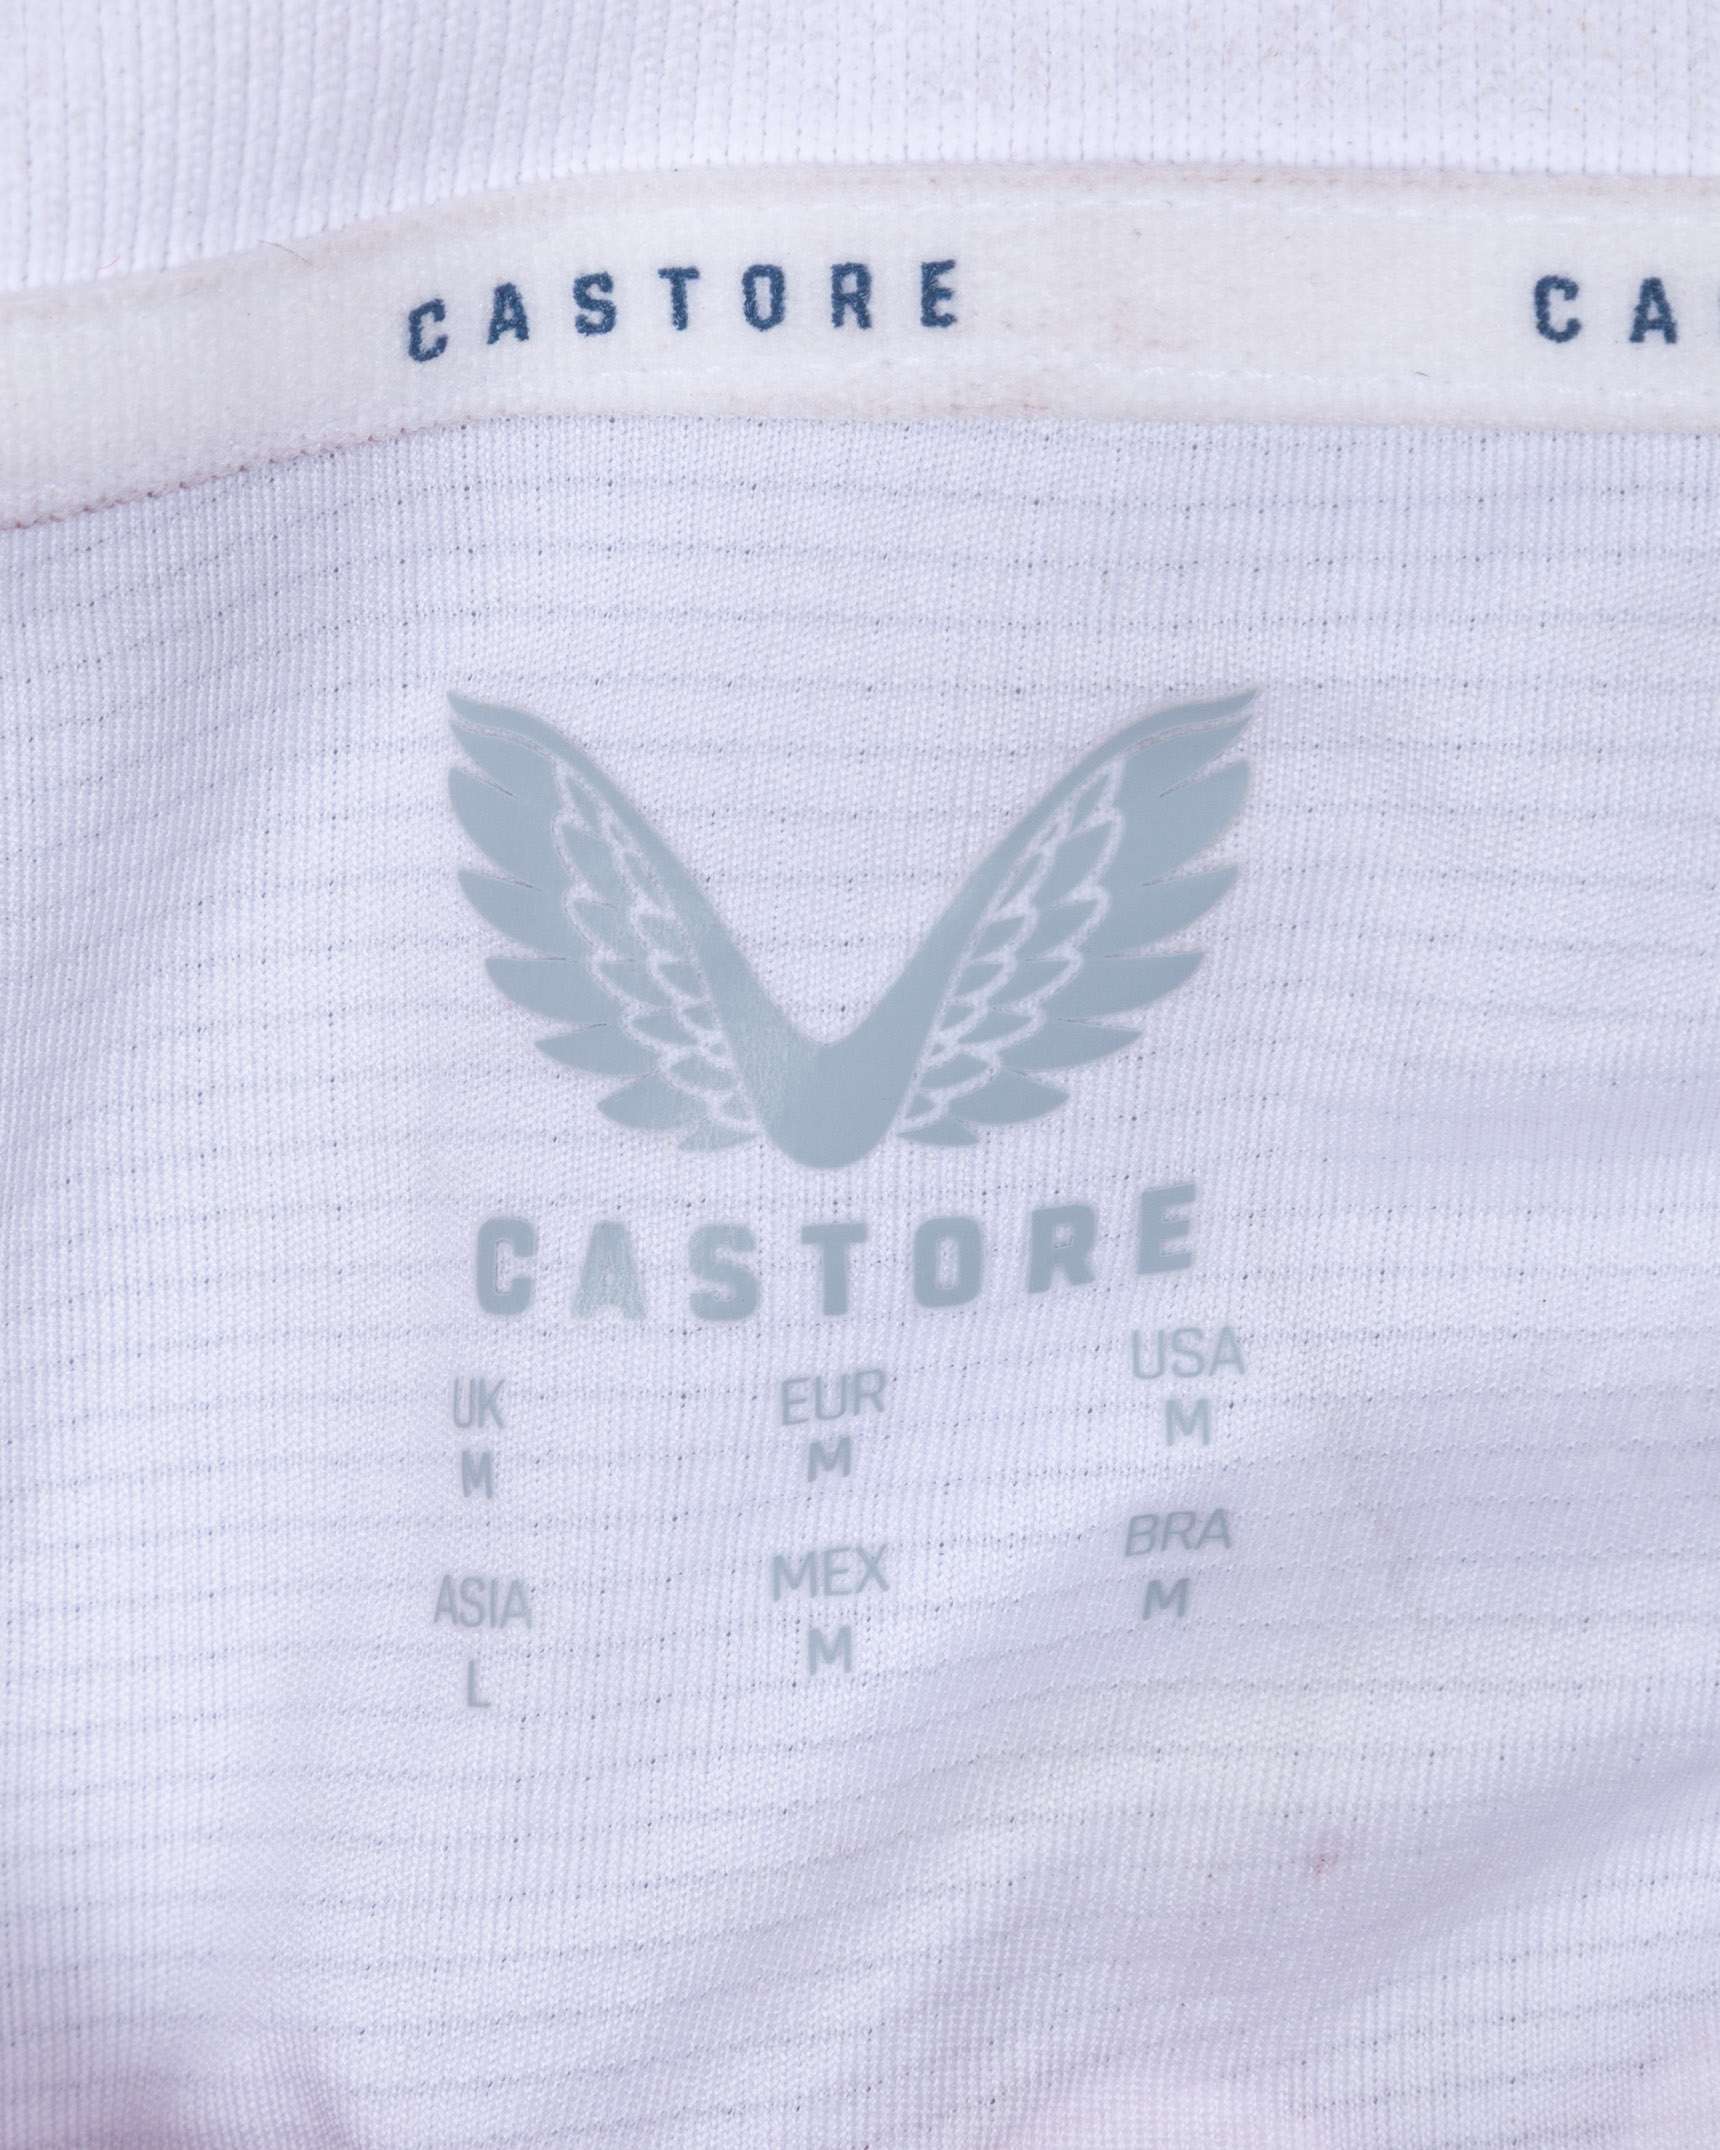 CASTORE CA
CASTORE
UK EUR USA
M M M
ASIA MEX BRA
L M M